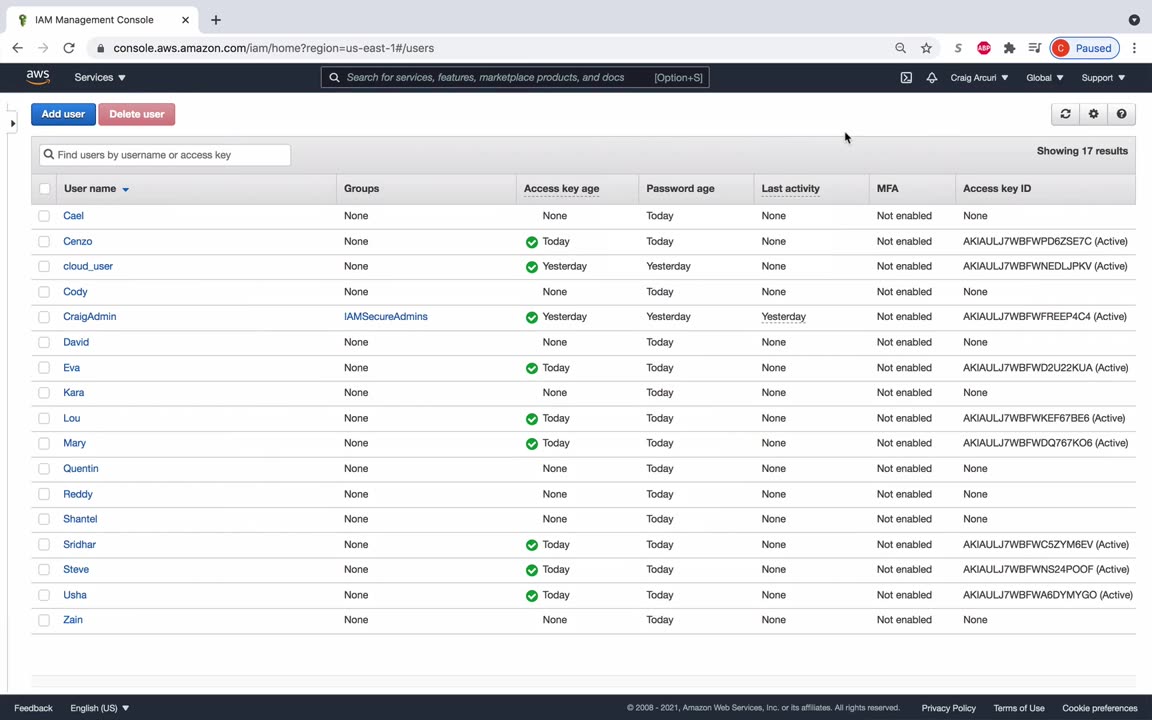 IAM Management Console
console.aws.amazon.com/iam/home?region=us-east-1#/users
S ABP C Paused
aws Services Search for services, features, marketplace products, and docs [Option+S] Craig Arcuri Global Support
Add user Delete user
Find users by username or access key Showing 17 results
User name Groups Access key age Password age Last activity MFA Access key ID
Cael None None Today None Not enabled None
Cenzo None Today Today None Not enabled AKIAULJ7WBFWPD6ZSE7C (Active)
cloud_user None Yesterday Yesterday None Not enabled AKIAULJ7WBFWNEDLJPKV (Active)
Cody None None Today None Not enabled None
CraigAdmin IAMSecureAdmins Yesterday Yesterday Yesterday Not enabled AKIAULJ7WBFWFREEP4C4 (Active)
David None None Today None Not enabled None
Eva None Today Today None Not enabled AKIAULJ7WBFWD2U22KUA (Active)
Kara None None Today None Not enabled None
Lou None Today Today None Not enabled AKIAULJ7WBFWKEF67BE6 (Active)
Mary None Today Today None Not enabled AKIAULJ7WBFWDQ767KO6 (Active)
Quentin None None Today None Not enabled None
Reddy None None Today None Not enabled None
Shantel None None Today None Not enabled None
Sridhar None Today Today None Not enabled AKIAULJ7WBFWC5ZYM6EV (Active)
Steve None Today Today None Not enabled AKIAULJ7WBFWNS24POOF (Active)
Usha None Today Today None Not enabled AKIAULJ7WBFWA6DYMYGO (Active)
Zain None None Today None Not enabled None
Feedback English (US) © 2008 - 2021, Amazon Web Services, Inc. or its affiliates. All rights reserved. Privacy Policy Terms of Use Cookie preferences